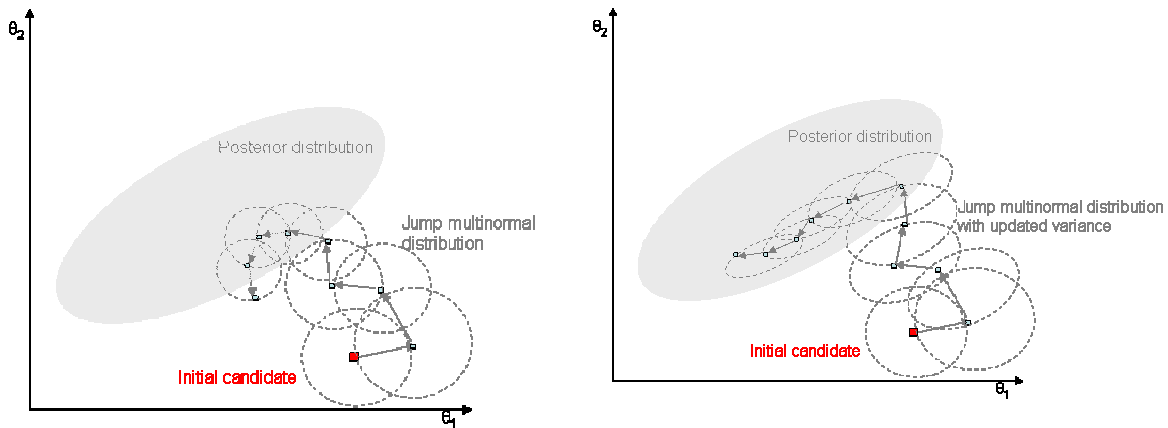 θ2
Posterior distribution
Jump multinormal
distribution
Initial candidate
θ1
θ2
Posterior distribution
Jump multinormal distribution
with updated variance
Initial candidate
θ1